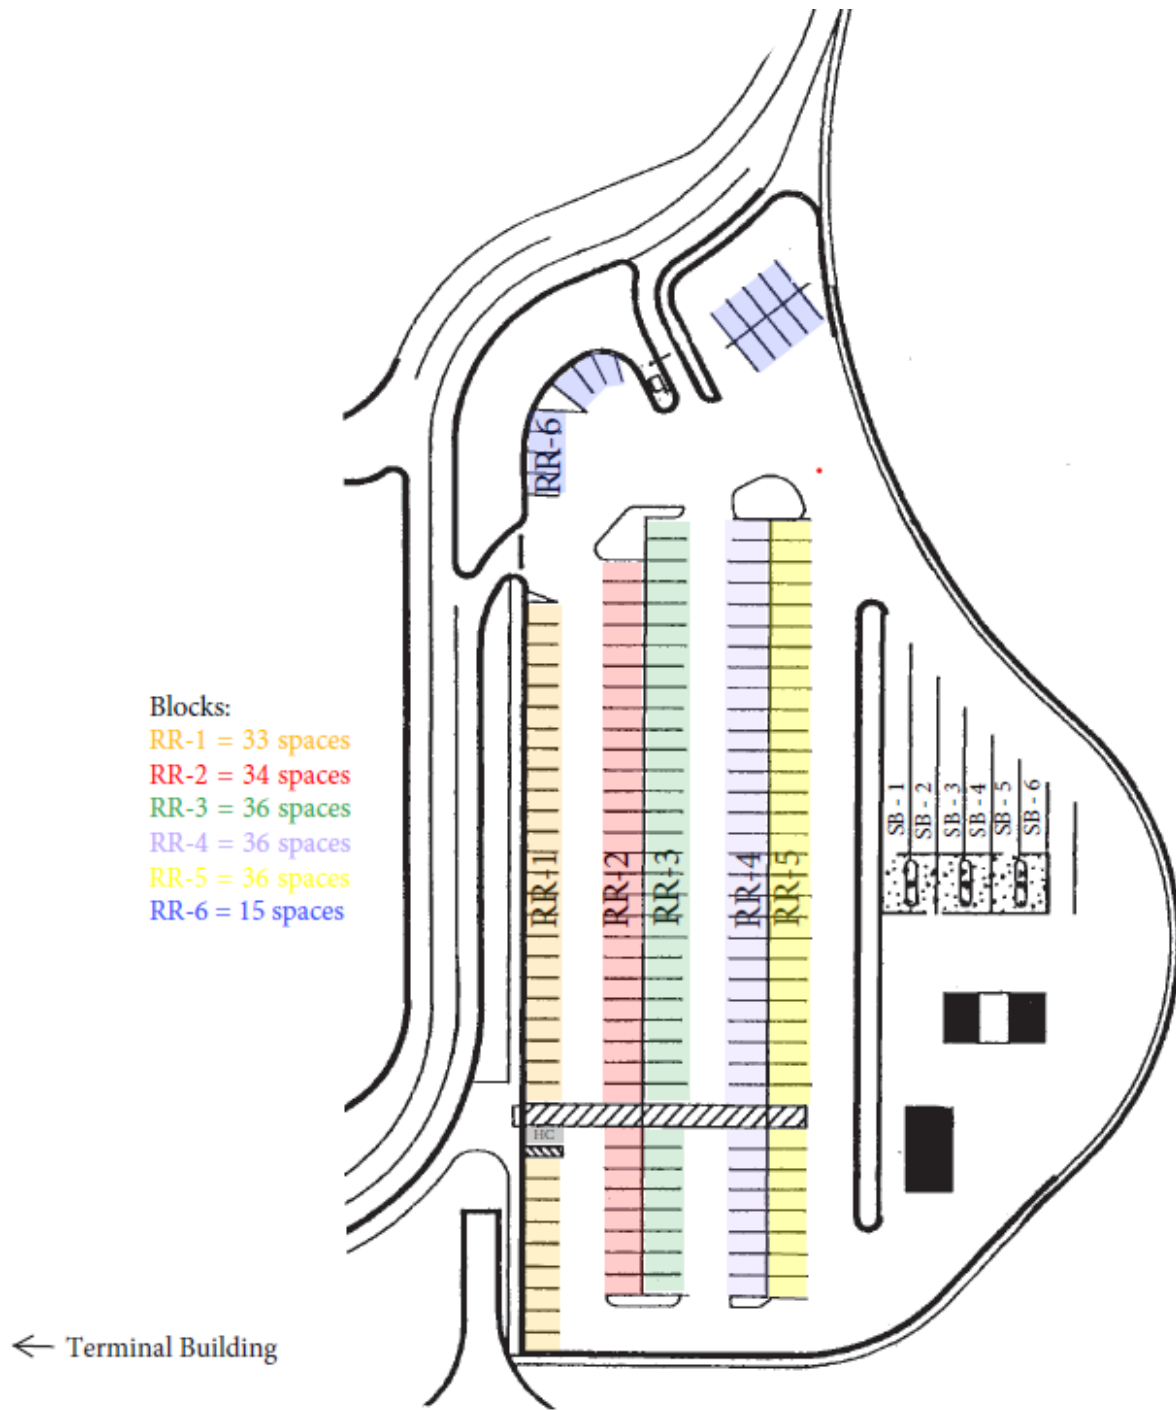 RR-6
Blocks:
RR-1 = 33 spaces
RR-2 = 34 spaces
RR-3 = 36 spaces
RR-4 = 36 spaces
RR-5 = 36 spaces
RR-6 = 15 spaces
RR-1
RR-2
RR-3
RR-4
RR-5
SB - 1
SB - 2
SB - 3
SB - 4
SB - 5
SB - 6
HC
← Terminal Building